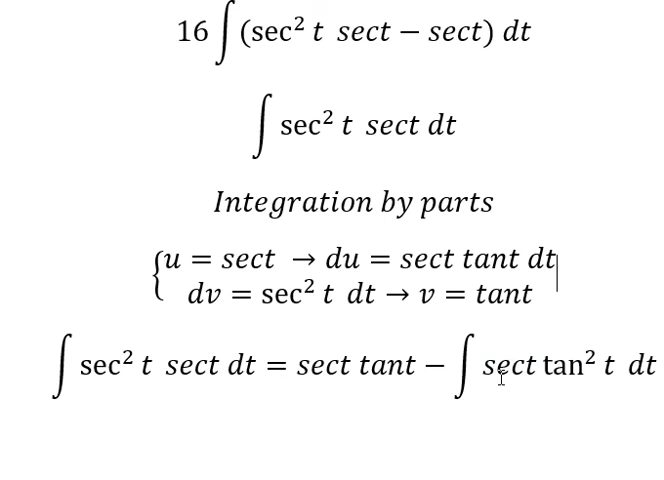 16 ∫ (sec² t sect − sect) dt
∫ sec² t sect dt
Integration by parts
{u = sect → du = sect tant dt
dv = sec² t dt → v = tant
∫ sec² t sect dt = sect tant − ∫ sect tan² t dt